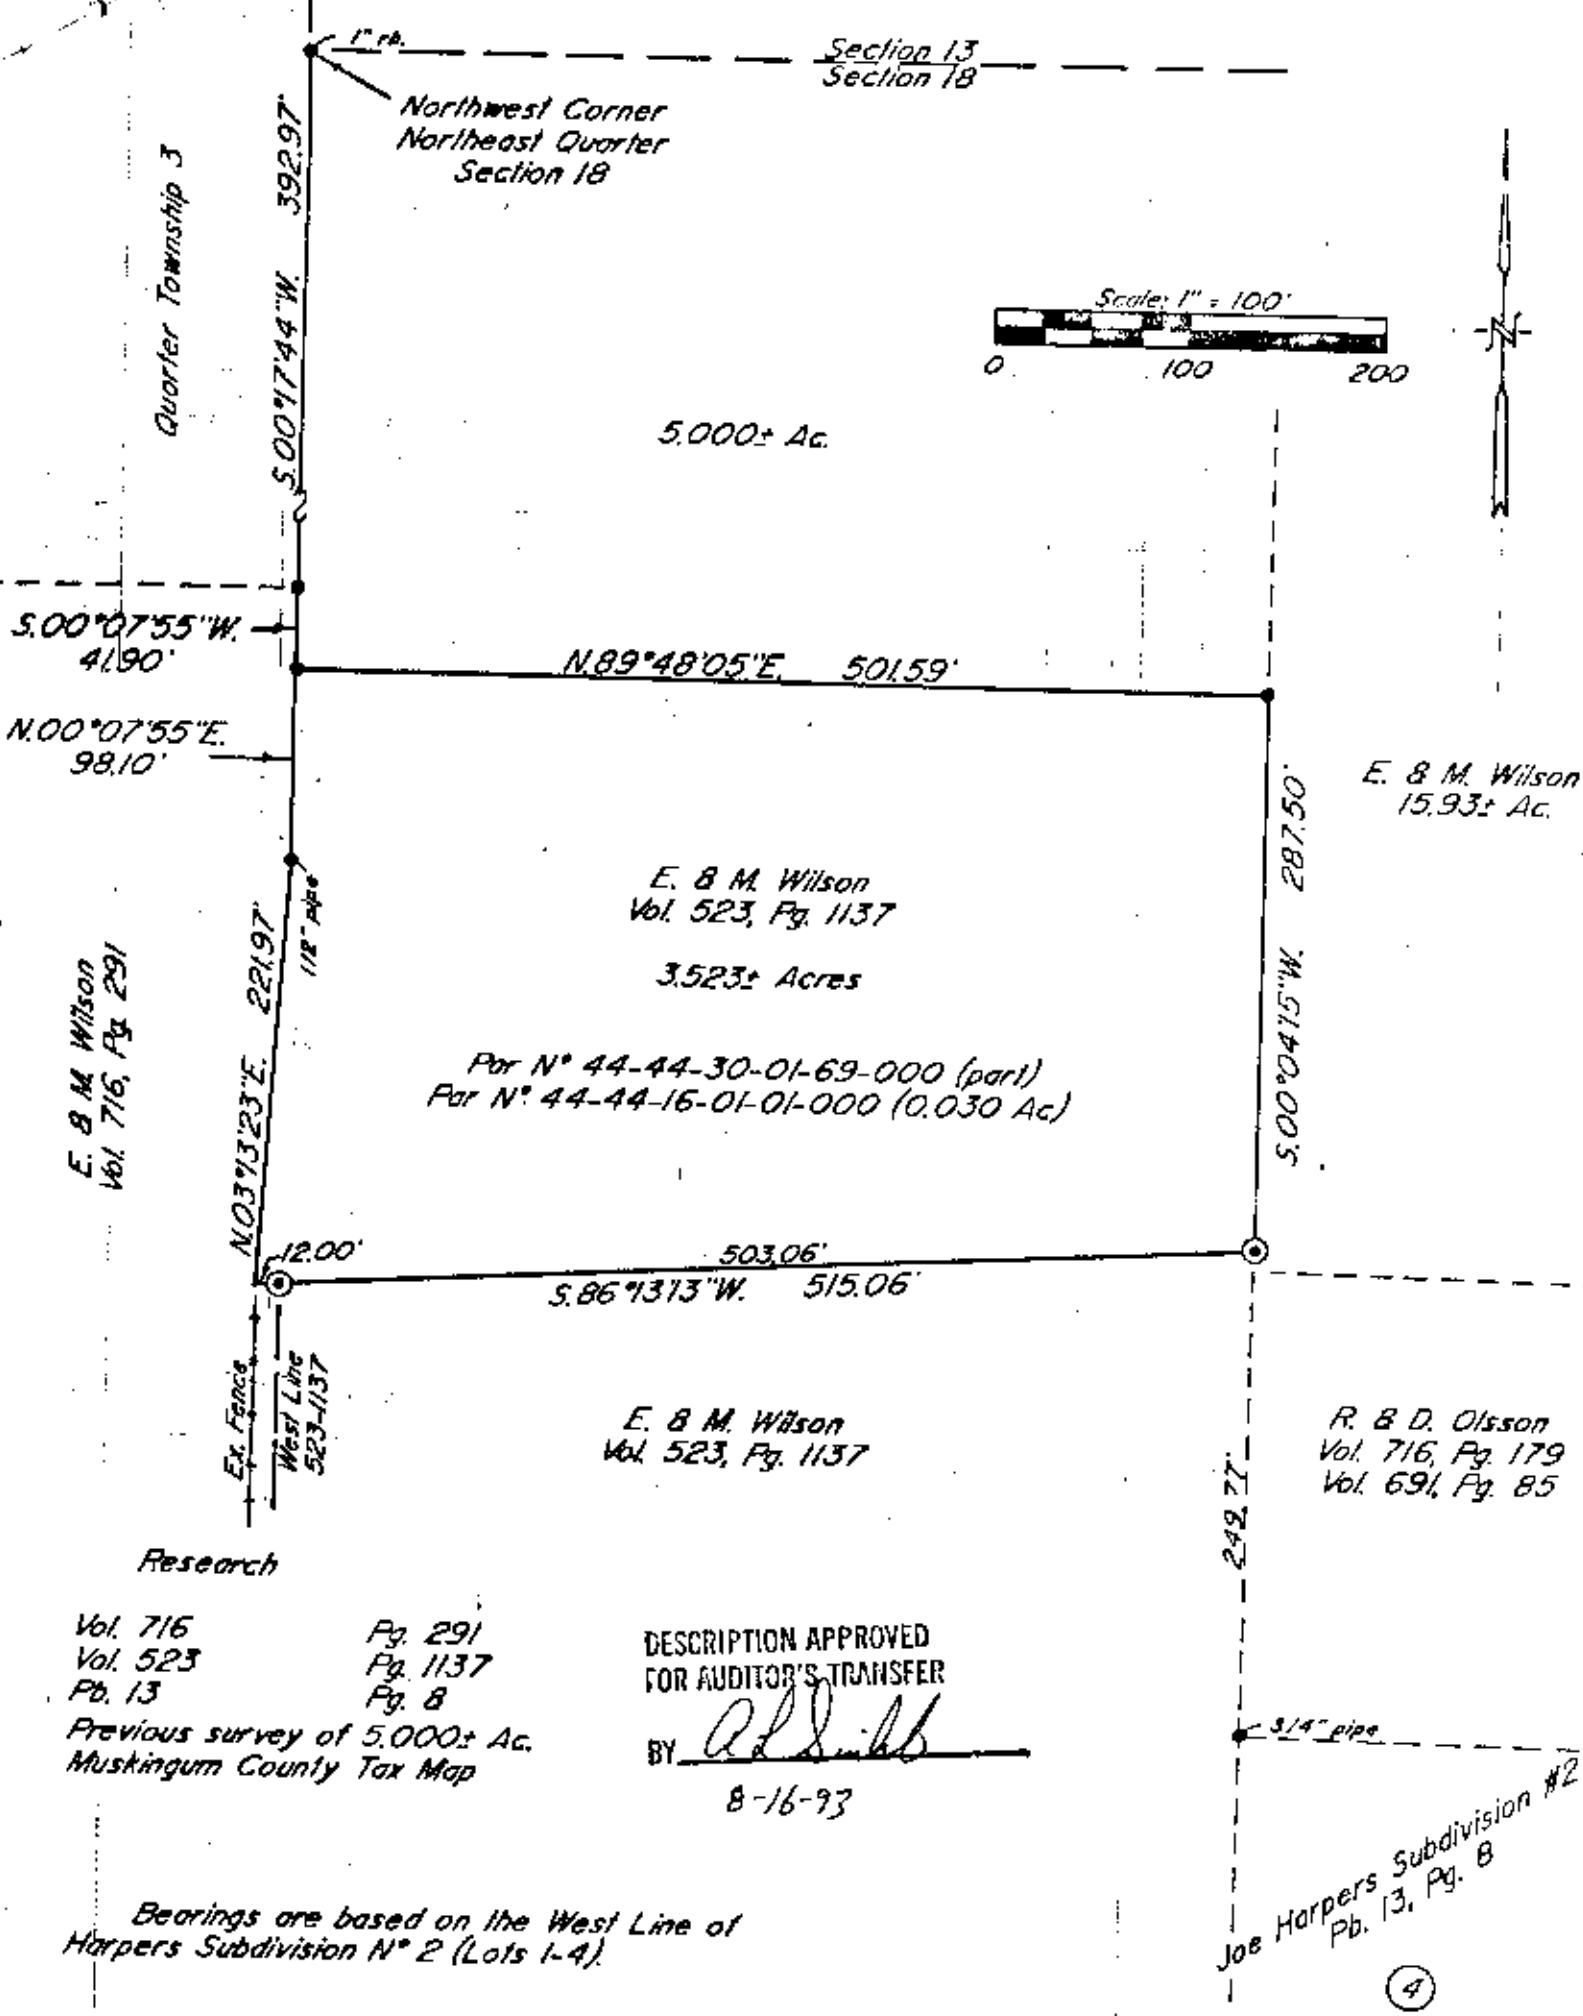 1" rb.
Section 13
Section 18
Northwest Corner
Northeast Quarter
Section 18
Quarter Township 3
S.00°17'44"W. 392.97'
Scale: 1" = 100'
0 100 200
N
5.000± Ac.
S.00°07'55"W.
41.90'
N.89°48'05"E. 501.59'
N.00°07'55"E.
98.10'
E. & M. Wilson
15.93± Ac.
S.00°04'15"W. 287.50'
E. & M. Wilson
Vol. 523, Pg. 1137
3.523± Acres
Par Nº 44-44-30-01-69-000 (part)
Par Nº. 44-44-16-01-01-000 (0.030 Ac)
pipe
N.03°13'23"E. 221.97'
E. & M. Wilson
Vol. 716, Pg. 291
12.00'
503.06'
S.86°13'13"W. 515.06'
Ex. Fence
West Line
523-1137
E. & M. Wilson
Vol. 523, Pg. 1137
R. & D. Olsson
Vol. 716, Pg. 179
Vol. 691, Pg. 85
249.77'
Research
Vol. 716 Pg. 291
Vol. 523 Pg. 1137
Pb. 13 Pg. 8
Previous survey of 5.000± Ac.
Muskingum County Tax Map
DESCRIPTION APPROVED
FOR AUDITOR'S TRANSFER
BY
8-16-93
3/4" pipe
Joe Harpers Subdivision #2
Pb. 13, Pg. 8
Bearings are based on the West Line of
Harpers Subdivision Nº 2 (Lots 1-4).
4